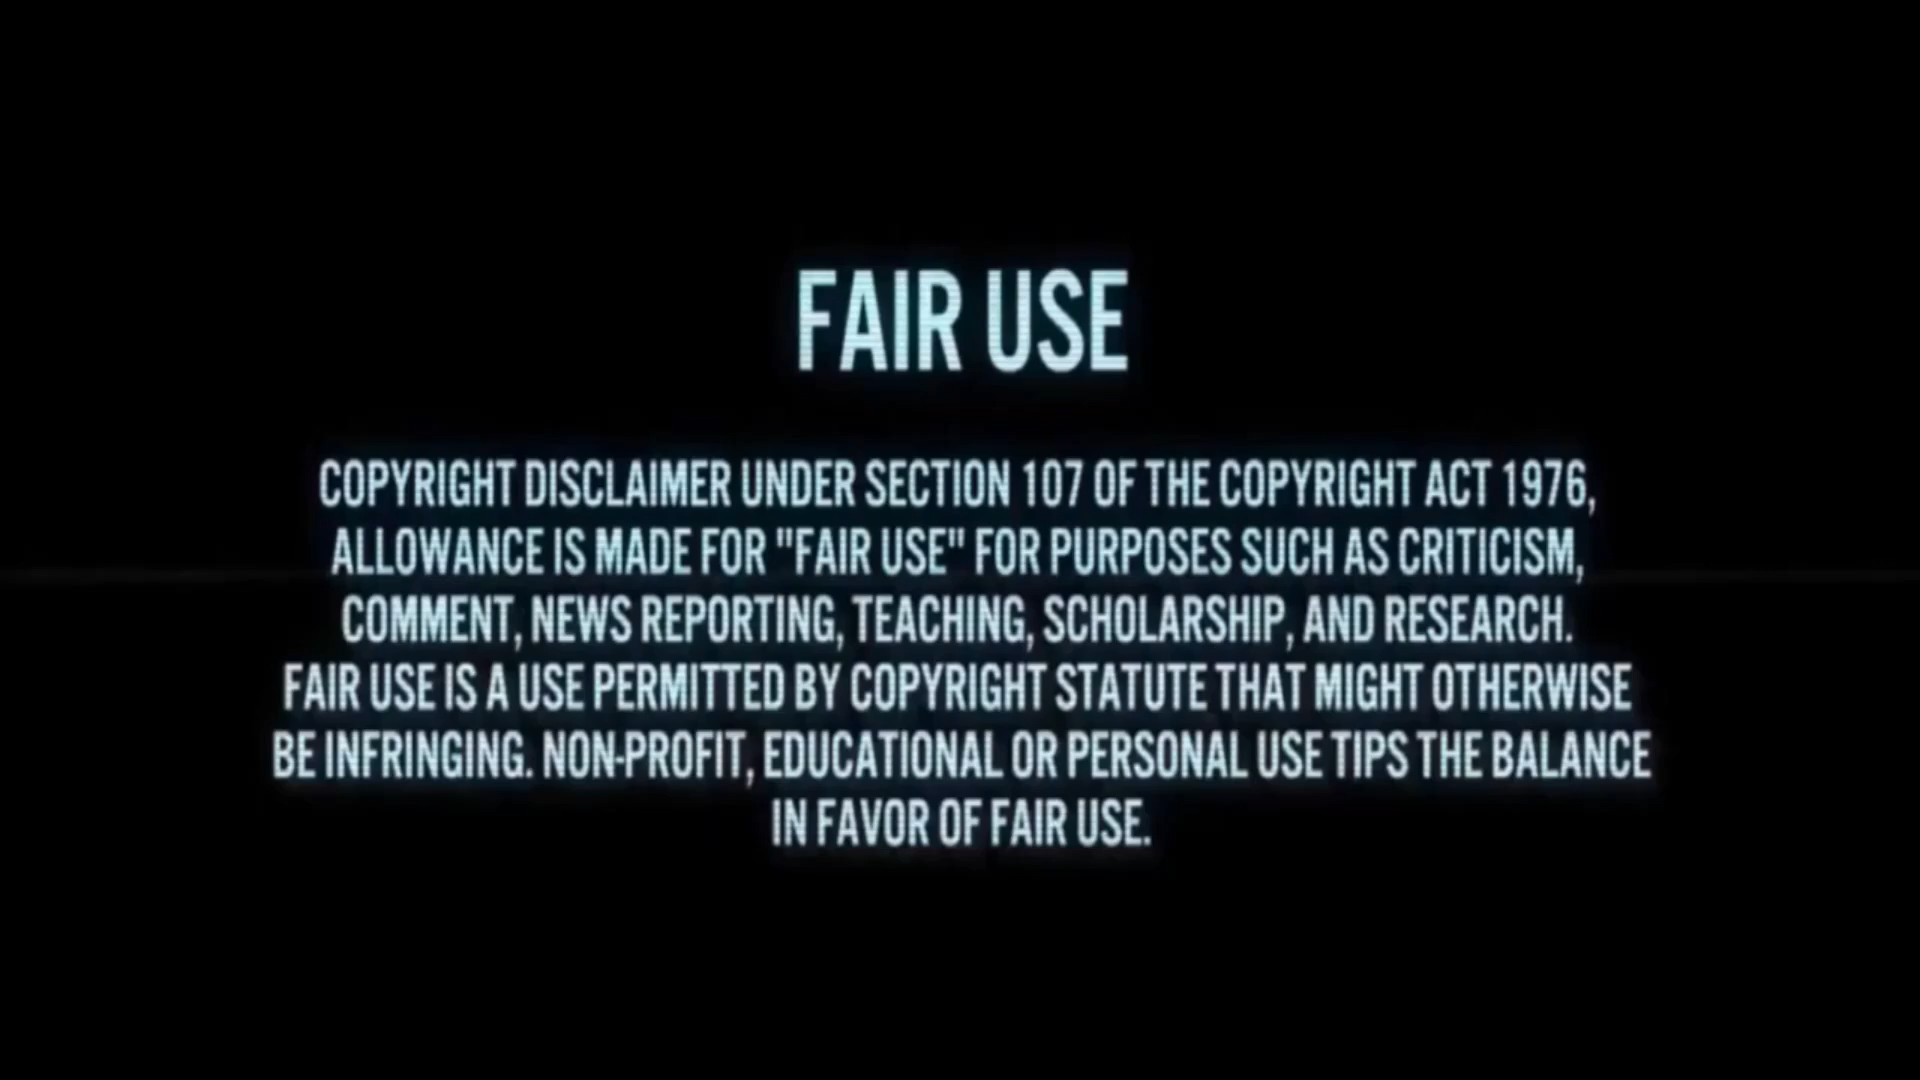 FAIR USE
COPYRIGHT DISCLAIMER UNDER SECTION 107 OF THE COPYRIGHT ACT 1976,
ALLOWANCE IS MADE FOR "FAIR USE" FOR PURPOSES SUCH AS CRITICISM,
COMMENT, NEWS REPORTING, TEACHING, SCHOLARSHIP, AND RESEARCH.
FAIR USE IS A USE PERMITTED BY COPYRIGHT STATUTE THAT MIGHT OTHERWISE
BE INFRINGING. NON-PROFIT, EDUCATIONAL OR PERSONAL USE TIPS THE BALANCE
IN FAVOR OF FAIR USE.